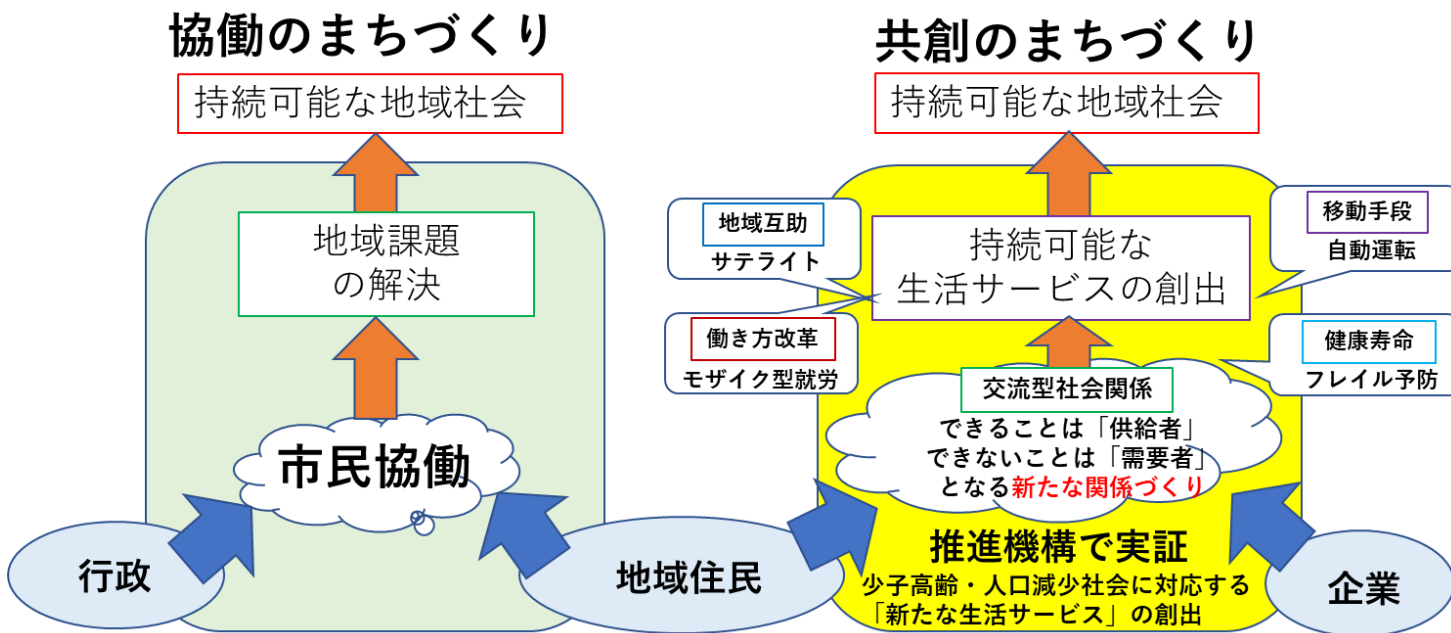 協働のまちづくり
持続可能な地域社会
地域課題
の解決
市民協働
行政
地域住民
共創のまちづくり
持続可能な地域社会
地域互助
サテライト
働き方改革
モザイク型就労
持続可能な
生活サービスの創出
移動手段
自動運転
健康寿命
フレイル予防
交流型社会関係
できることは「供給者」
できないことは「需要者」
となる新たな関係づくり
推進機構で実証
少子高齢・人口減少社会に対応する
「新たな生活サービス」の創出
企業